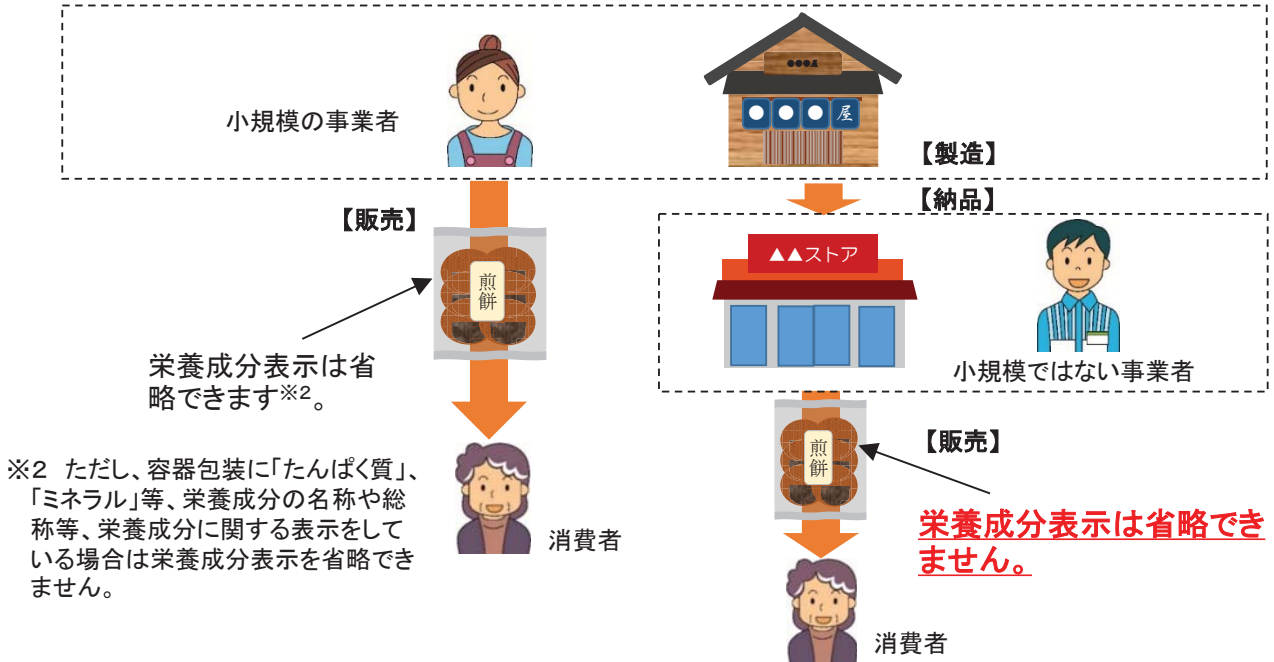 小規模の事業者
●●●店
●●●屋
【製造】
【販売】
【納品】
▲▲ストア
煎
餅
小規模ではない事業者
栄養成分表示は省
略できます※2。
※2 ただし、容器包装に「たんぱく質」、
「ミネラル」等、栄養成分の名称や総
称等、栄養成分に関する表示をして
いる場合は栄養成分表示を省略でき
ません。
消費者
煎
餅
【販売】
栄養成分表示は省略でき
ません。
消費者